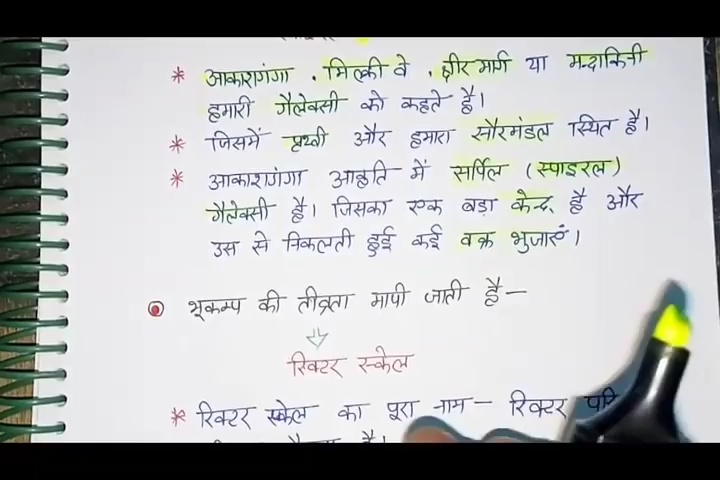 * आकाशगंगा , मिल्की वे , क्षीरमार्ग या मन्दाकिनी
हमारी गैलेक्सी को कहते है।
* जिसमें पृथ्वी और हमारा सौरमंडल स्थित है।
* आकाशगंगा आकृति में सर्पिल (स्पाइरल)
गैलेक्सी है। जिसका एक बड़ा केन्द्र है और
उस से निकलती हुई कई वक्र भुजाएं।
भूकम्प की तीव्रता मापी जाती है—
रिक्टर स्केल
* रिक्टर स्केल का पूरा नाम— रिक्टर